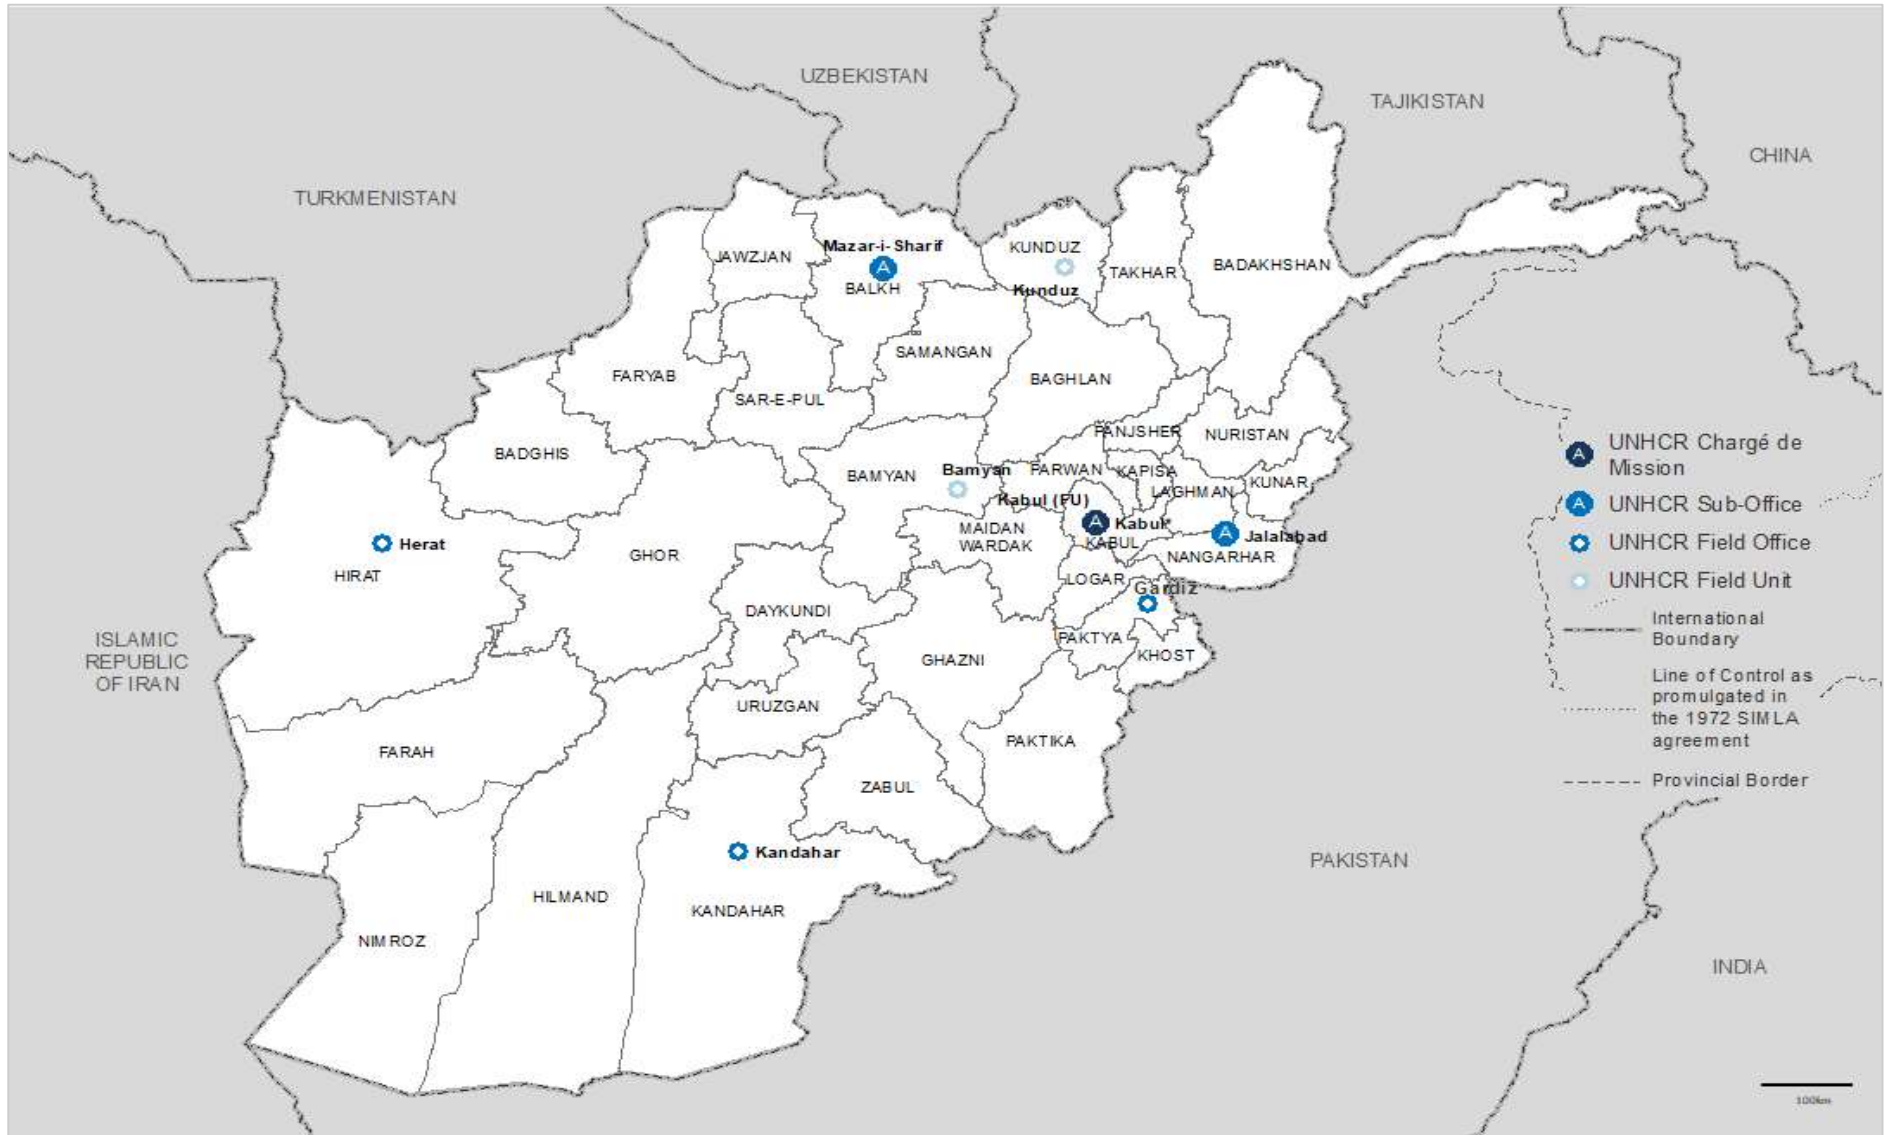 UZBEKISTAN
TAJIKISTAN
CHINA
TURKMENISTAN
JAWZJAN
Mazar-i-Sharif
BALKH
KUNDUZ
Kunduz
TAKHAR
BADAKHSHAN
FARYAB
SAR-E-PUL
SAMANGAN
BAGHLAN
BADGHIS
BAMYAN
Bamyan
PANJSHER
NURISTAN
PARWAN
KAPISA
LAGHMAN
KUNAR
Kabul (FU)
Kabul*
KABUL
Jalalabad
NANGARHAR
MAIDAN
WARDAK
Herat
HIRAT
GHOR
LOGAR
Gardiz
DAYKUNDI
PAKTYA
KHOST
GHAZNI
ISLAMIC
REPUBLIC
OF IRAN
URUZGAN
PAKTIKA
FARAH
ZABUL
Kandahar
KANDAHAR
HILMAND
NIMROZ
PAKISTAN
INDIA
A UNHCR Chargé de
Mission
A UNHCR Sub-Office
UNHCR Field Office
UNHCR Field Unit
International
Boundary
Line of Control as
promulgated in
the 1972 SIMLA
agreement
Provincial Border
100km